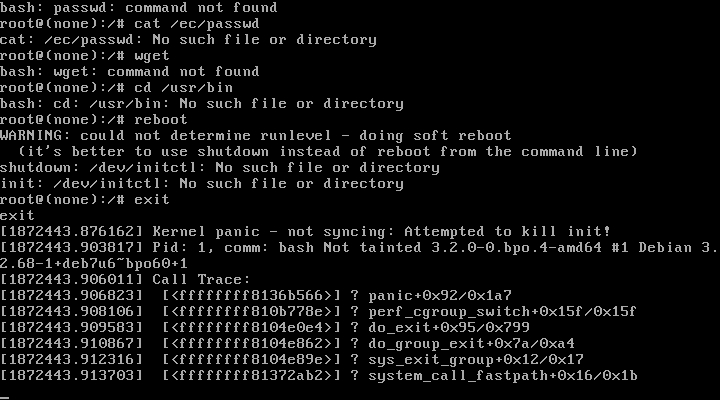 bash: passwd: command not found
root@(none):/# cat /ec/passwd
cat: /ec/passwd: No such file or directory
root@(none):/# wget
bash: wget: command not found
root@(none):/# cd /usr/bin
bash: cd: /usr/bin: No such file or directory
root@(none):/# reboot
WARNING: could not determine runlevel - doing soft reboot
  (it's better to use shutdown instead of reboot from the command line)
shutdown: /dev/initctl: No such file or directory
init: /dev/initctl: No such file or directory
root@(none):/# exit
exit
[1872443.876162] Kernel panic - not syncing: Attempted to kill init!
[1872443.903817] Pid: 1, comm: bash Not tainted 3.2.0-0.bpo.4-amd64 #1 Debian 3.
2.68-1+deb7u6~bpo60+1
[1872443.906011] Call Trace:
[1872443.906823]  [<ffffffff8136b566>] ? panic+0x92/0x1a7
[1872443.908106]  [<ffffffff810b778e>] ? perf_cgroup_switch+0x15f/0x15f
[1872443.909583]  [<ffffffff8104e0e4>] ? do_exit+0x95/0x799
[1872443.910867]  [<ffffffff8104e862>] ? do_group_exit+0x7a/0xa4
[1872443.912316]  [<ffffffff8104e89e>] ? sys_exit_group+0x12/0x17
[1872443.913703]  [<ffffffff81372ab2>] ? system_call_fastpath+0x16/0x1b